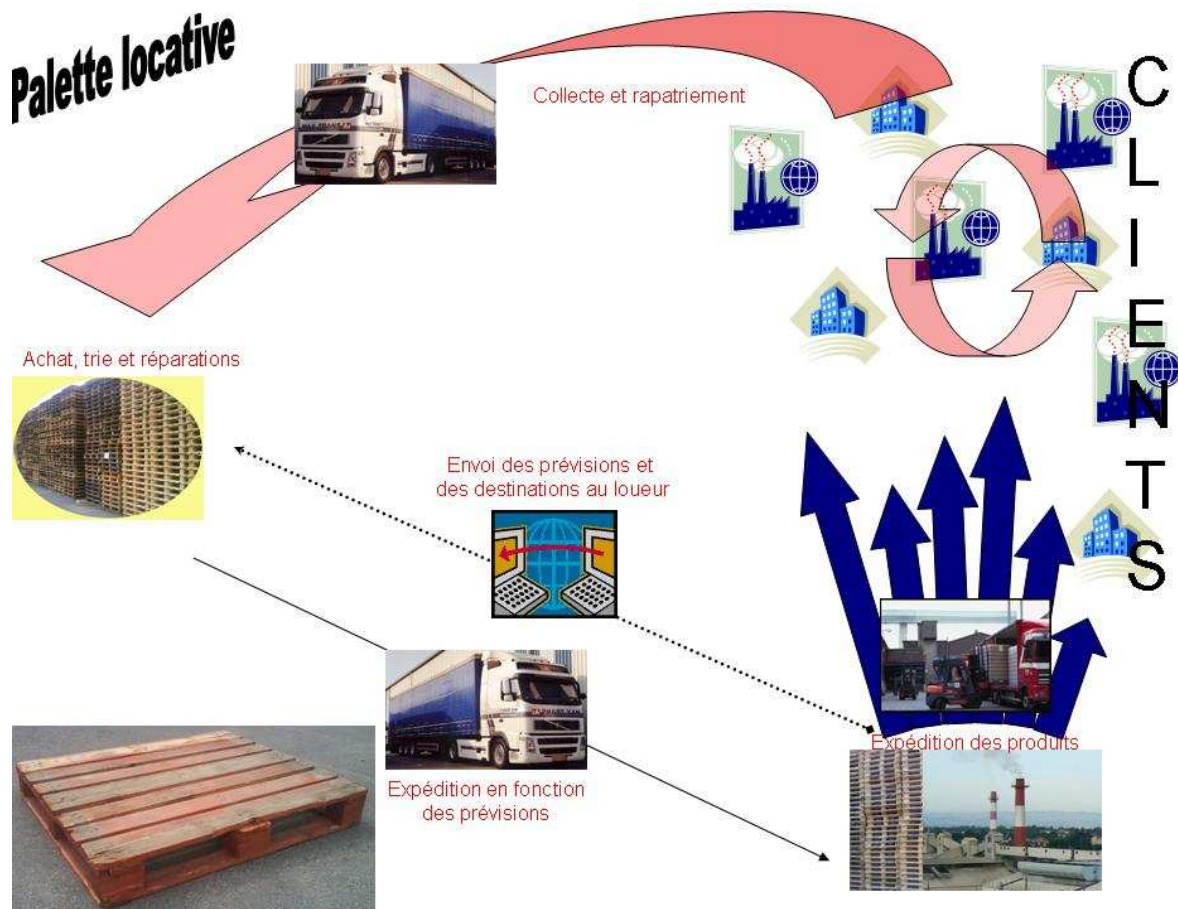 Palette locative
Collecte et rapatriement
CLIENTS
Achat, trie et réparations
Envoi des prévisions et
des destinations au loueur
Expédition en fonction
des prévisions
Expédition des produits